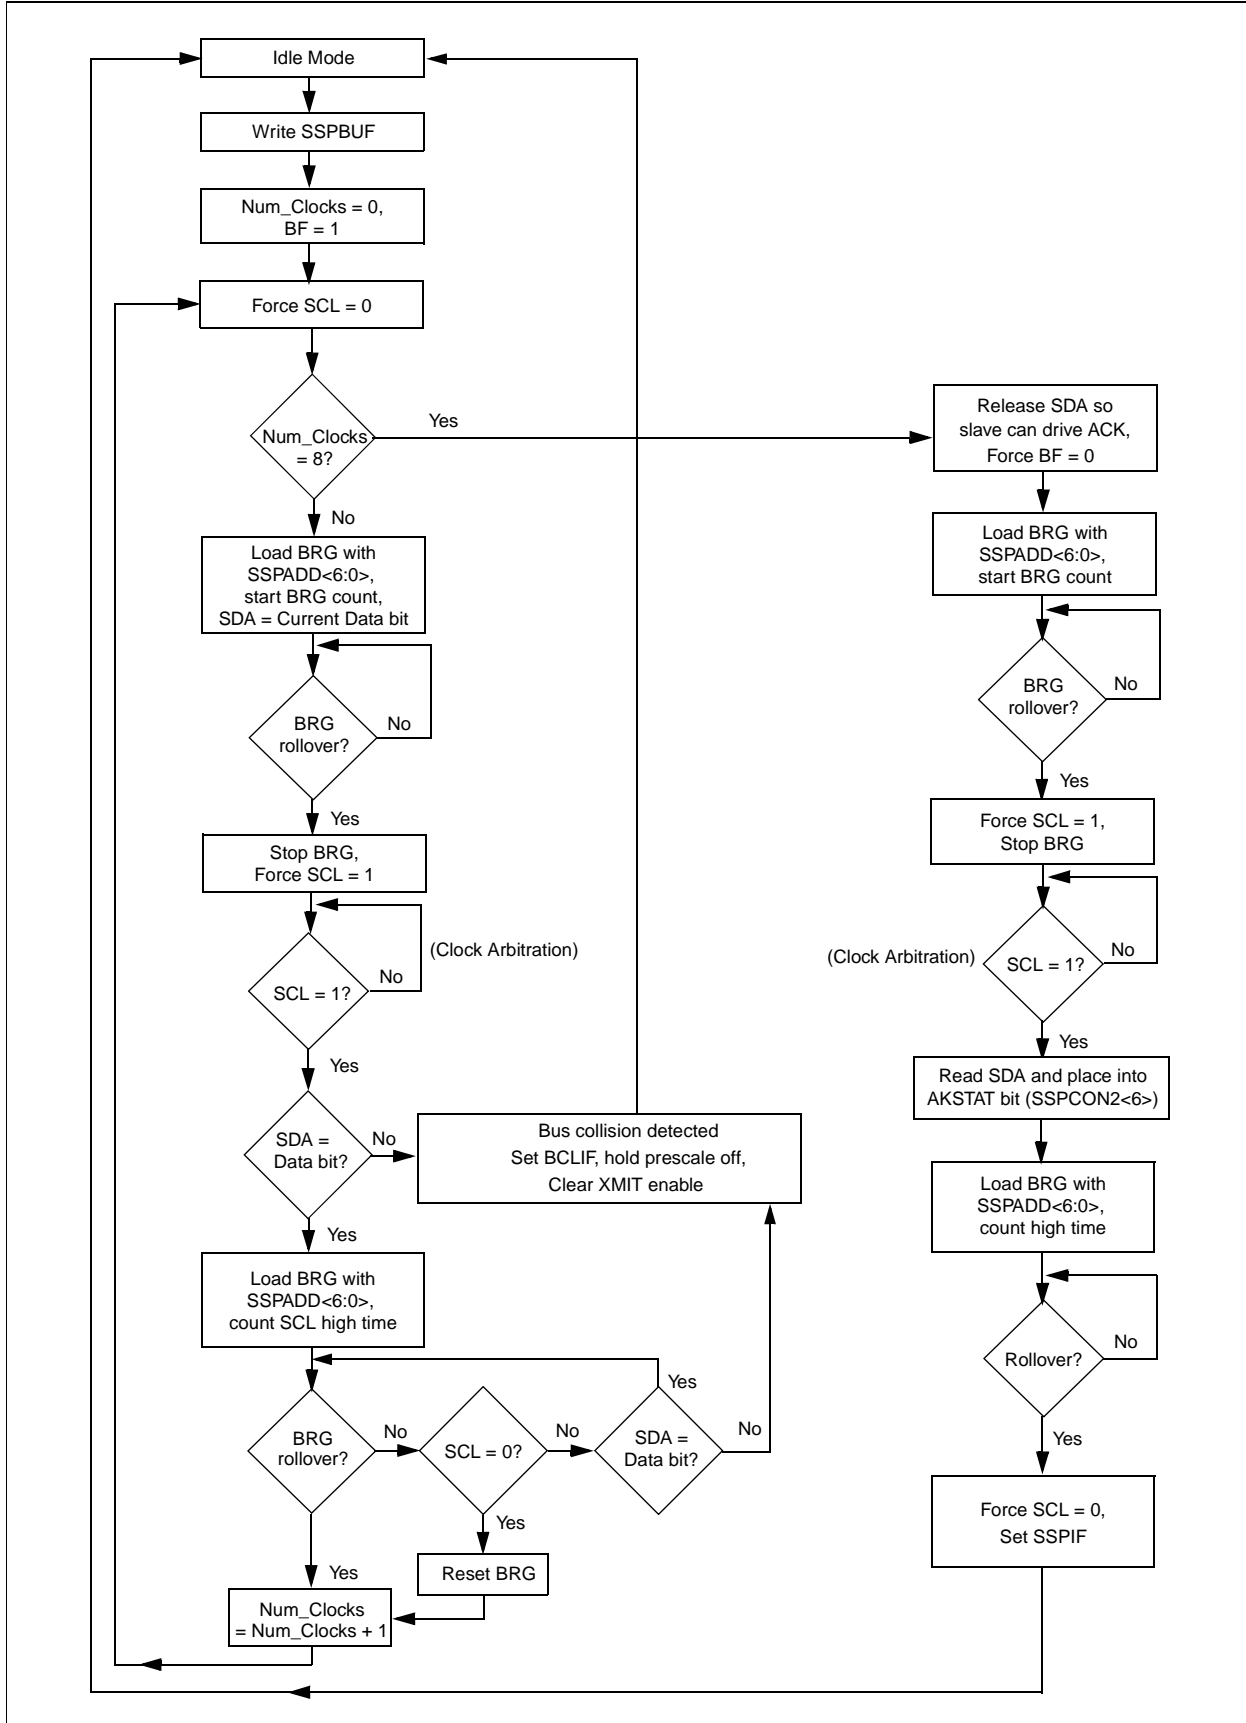 Idle Mode
Write SSPBUF
Num_Clocks = 0,
BF = 1
Force SCL = 0
Num_Clocks
= 8?
Yes
No
Load BRG with
SSPADD<6:0>,
start BRG count,
SDA = Current Data bit
BRG
rollover?
No
Yes
Stop BRG,
Force SCL = 1
(Clock Arbitration)
SCL = 1?
No
Yes
SDA =
Data bit?
No
Bus collision detected
Set BCLIF, hold prescale off,
Clear XMIT enable
Yes
Load BRG with
SSPADD<6:0>,
count SCL high time
BRG
rollover?
No
SCL = 0?
No
SDA =
Data bit?
Yes
No
Yes
Reset BRG
Yes
Num_Clocks
= Num_Clocks + 1
Release SDA so
slave can drive ACK,
Force BF = 0
Load BRG with
SSPADD<6:0>,
start BRG count
BRG
rollover?
No
Yes
Force SCL = 1,
Stop BRG
(Clock Arbitration)
SCL = 1?
No
Yes
Read SDA and place into
AKSTAT bit (SSPCON2<6>)
Load BRG with
SSPADD<6:0>,
count high time
Rollover?
No
Yes
Force SCL = 0,
Set SSPIF